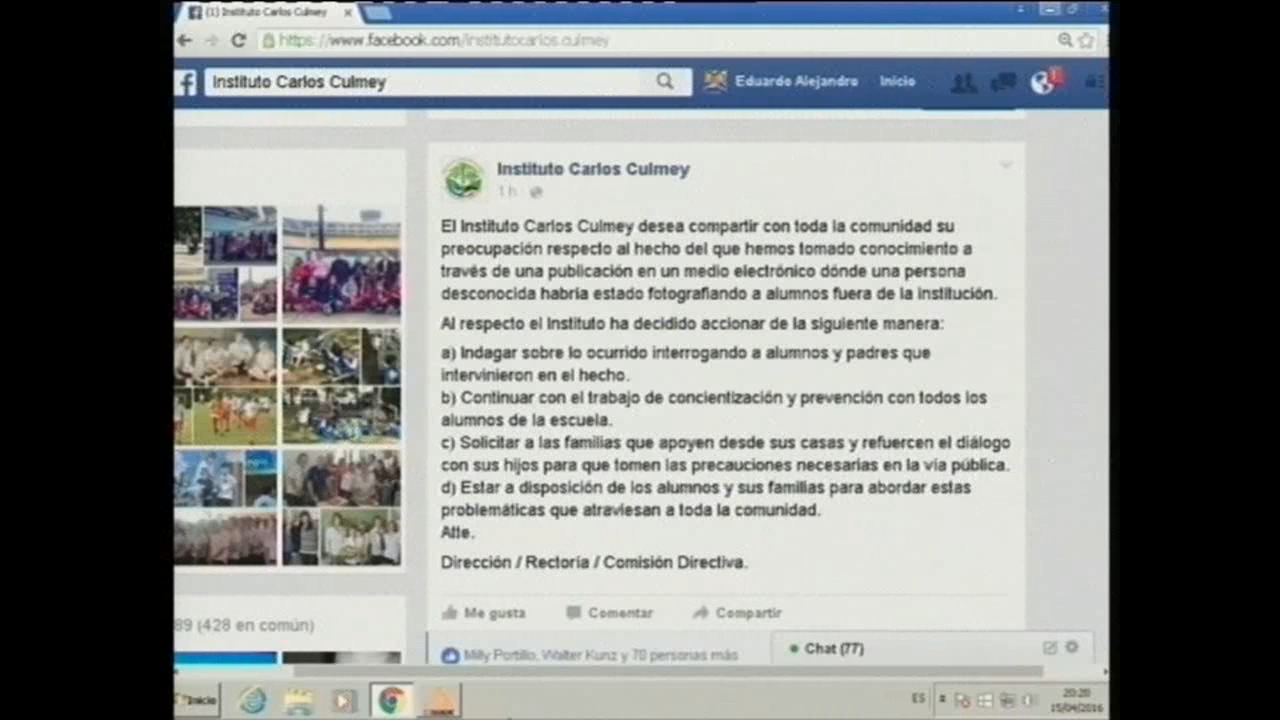 (1) Instituto Carlos Culmey
https://www.facebook.com/institutocarlos.culmey
Instituto Carlos Culmey
Eduardo Alejandro
Inicio
Instituto Carlos Culmey
1 h
El Instituto Carlos Culmey desea compartir con toda la comunidad su
preocupación respecto al hecho del que hemos tomado conocimiento a
través de una publicación en un medio electrónico dónde una persona
desconocida habría estado fotografiando a alumnos fuera de la institución.
Al respecto el Instituto ha decidido accionar de la siguiente manera:
a) Indagar sobre lo ocurrido interrogando a alumnos y padres que
intervinieron en el hecho.
b) Continuar con el trabajo de concientización y prevención con todos los
alumnos de la escuela.
c) Solicitar a las familias que apoyen desde sus casas y refuercen el diálogo
con sus hijos para que tomen las precauciones necesarias en la vía pública.
d) Estar a disposición de los alumnos y sus familias para abordar estas
problemáticas que atraviesan a toda la comunidad.
Atte.
Dirección / Rectoría / Comisión Directiva.
Me gusta Comentar Compartir
89 (428 en común)
Milly Portillo, Walter Kunz y 70 personas más
Chat (77)
Inicio
ES
20:20
15/04/2016